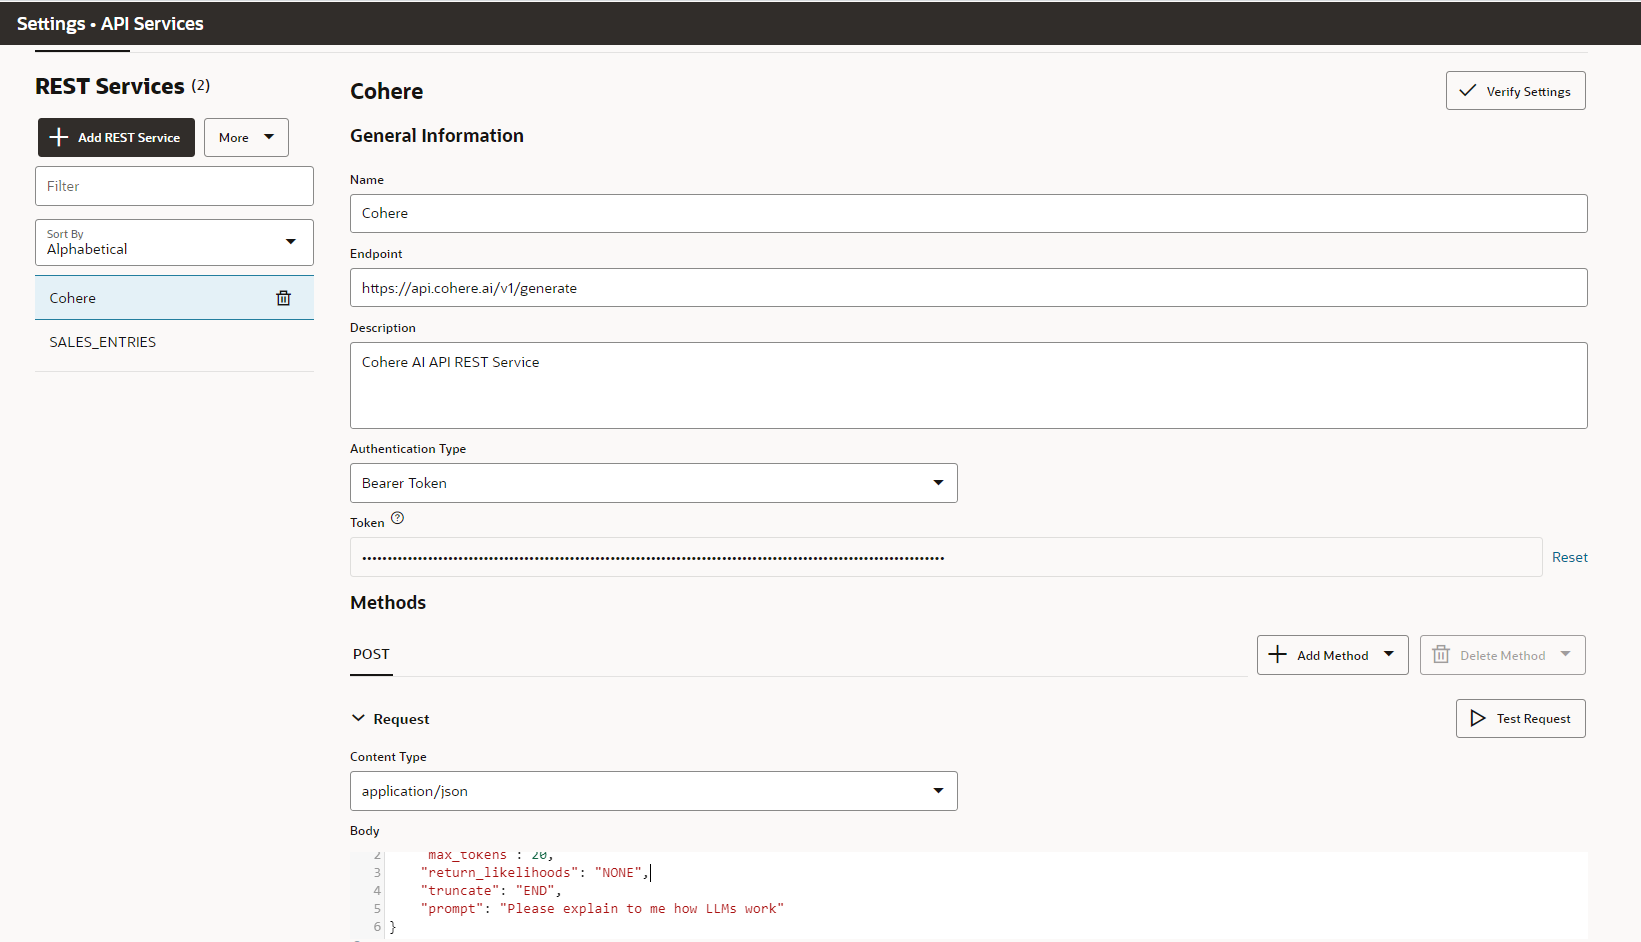 Settings • API Services
REST Services (2)
Add REST Service
More
Filter
Sort By
Alphabetical
Cohere
SALES_ENTRIES
Cohere
Verify Settings
General Information
Name
Cohere
Endpoint
https://api.cohere.ai/v1/generate
Description
Cohere AI API REST Service
Authentication Type
Bearer Token
Token ?
Reset
Methods
POST
Add Method
Delete Method
Request
Test Request
Content Type
application/json
Body
2 "max_tokens": 20,
3 "return_likelihoods": "NONE",
4 "truncate": "END",
5 "prompt": "Please explain to me how LLMs work"
6 }